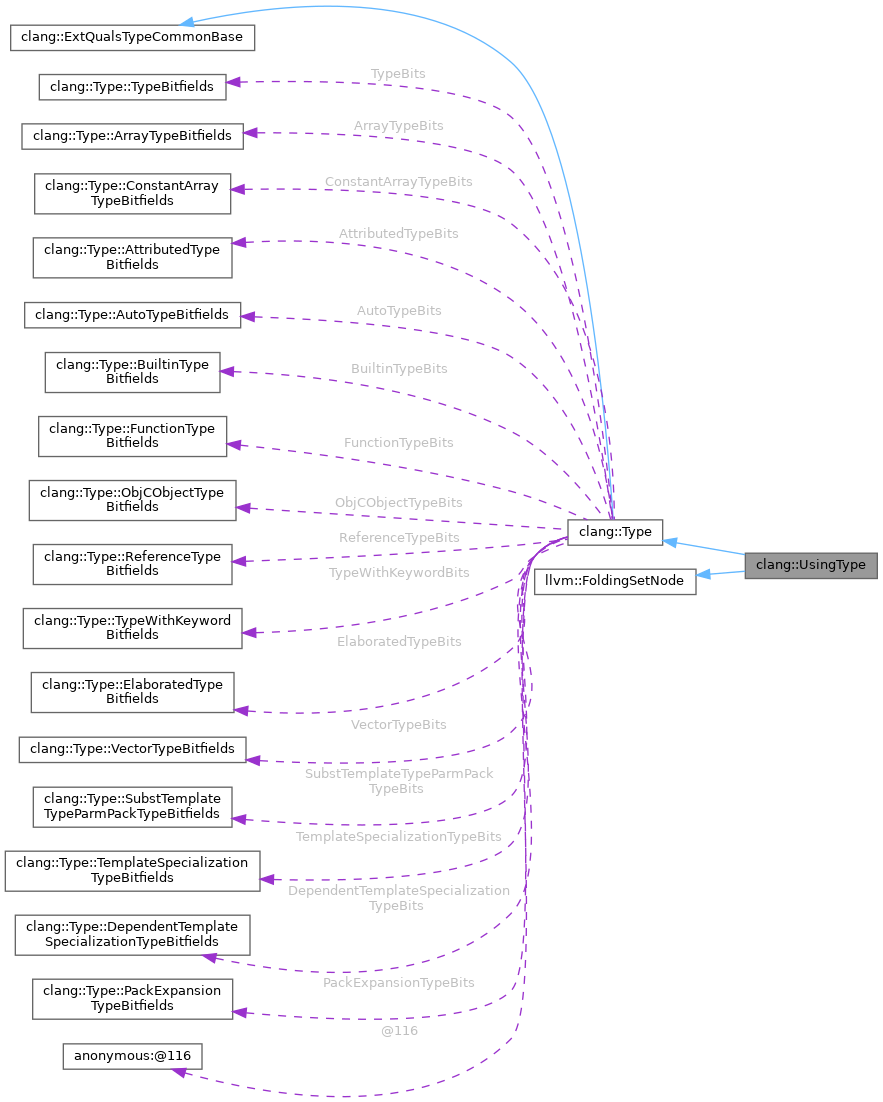 clang::ExtQualsTypeCommonBase
TypeBits
clang::Type::TypeBitfields
ArrayTypeBits
clang::Type::ArrayTypeBitfields
ConstantArrayTypeBits
clang::Type::ConstantArray
TypeBitfields
AttributedTypeBits
clang::Type::AttributedType
Bitfields
AutoTypeBits
clang::Type::AutoTypeBitfields
BuiltinTypeBits
clang::Type::BuiltinType
Bitfields
FunctionTypeBits
clang::Type::FunctionType
Bitfields
ObjCObjectTypeBits
clang::Type::ObjCObjectType
Bitfields
clang::Type
ReferenceTypeBits
clang::Type::ReferenceType
Bitfields
clang::UsingType
TypeWithKeywordBits
llvm::FoldingSetNode
clang::Type::TypeWithKeyword
Bitfields
ElaboratedTypeBits
clang::Type::ElaboratedType
Bitfields
VectorTypeBits
clang::Type::VectorTypeBitfields
SubstTemplateTypeParmPack
TypeBits
clang::Type::SubstTemplate
TypeParmPackTypeBitfields
TemplateSpecializationTypeBits
clang::Type::TemplateSpecialization
TypeBitfields
DependentTemplateSpecialization
TypeBits
clang::Type::DependentTemplate
SpecializationTypeBitfields
PackExpansionTypeBits
clang::Type::PackExpansion
TypeBitfields
@116
anonymous:@116